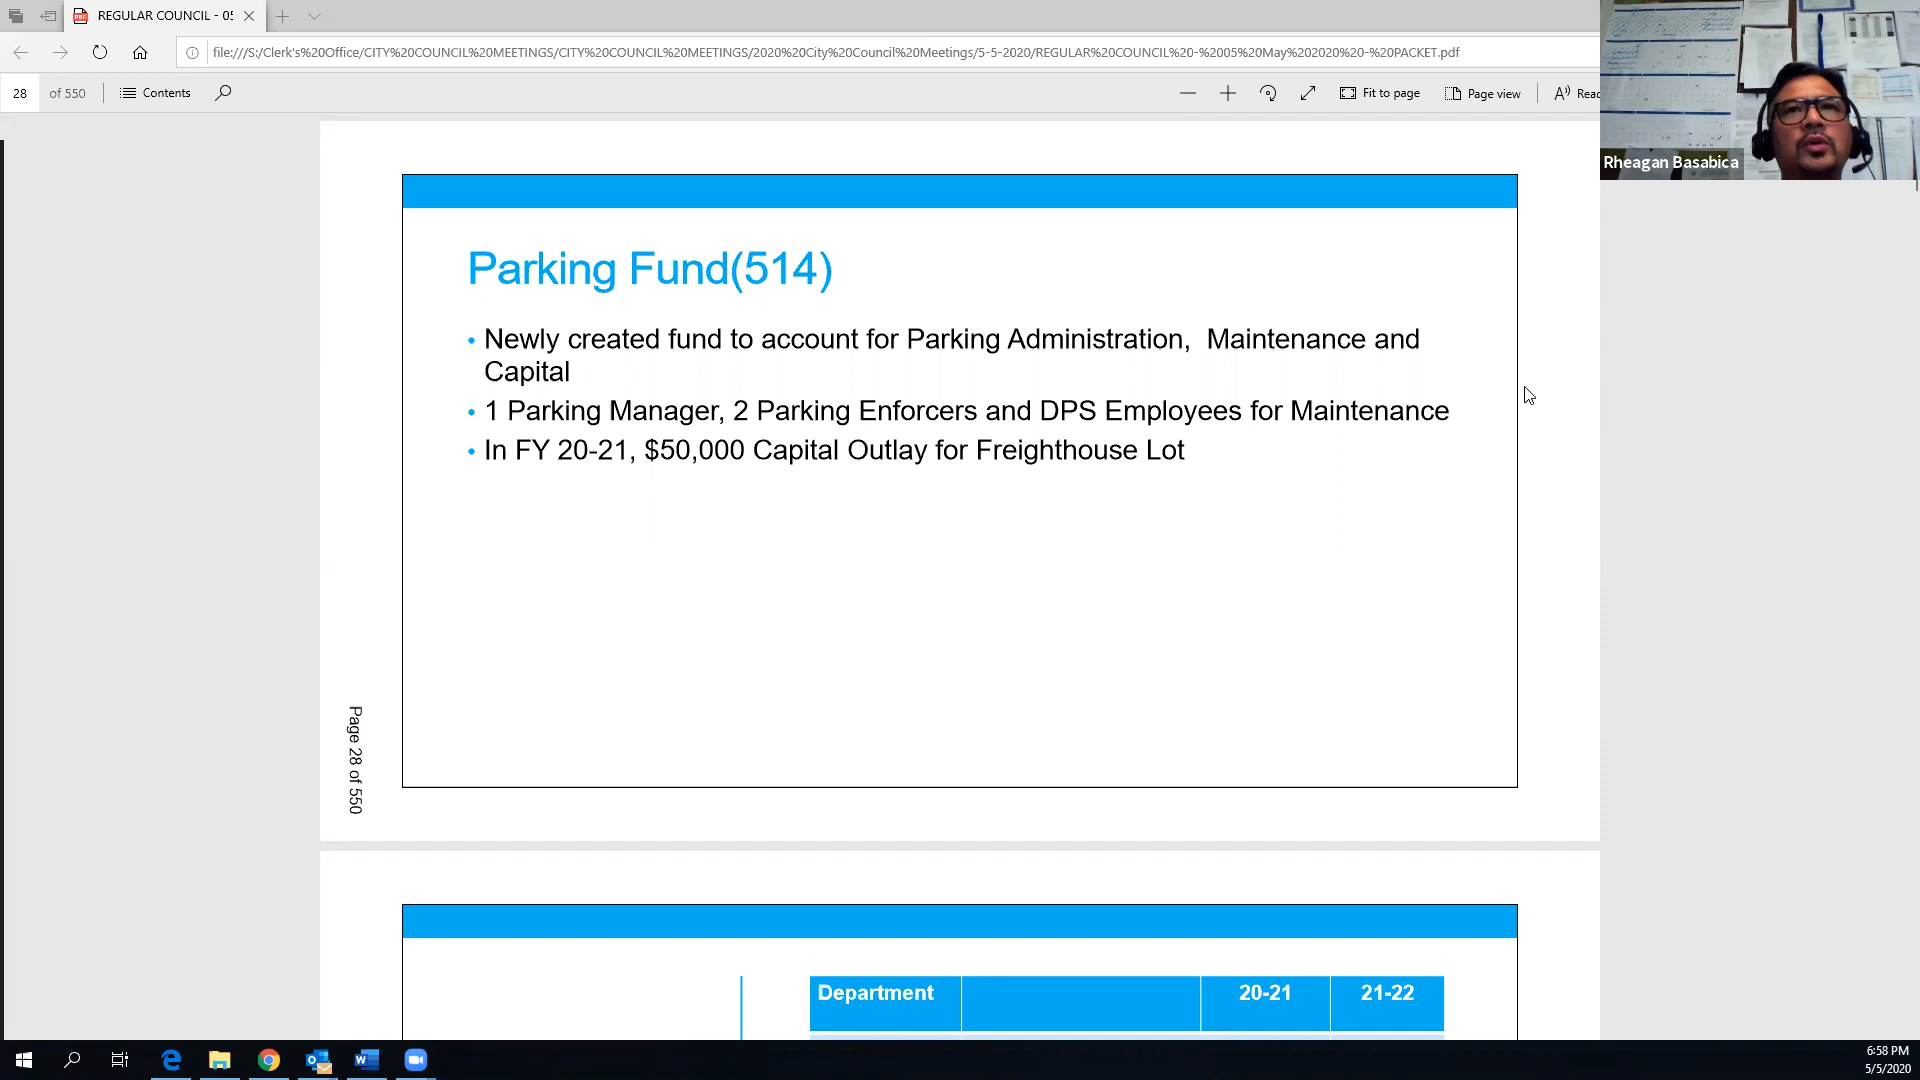 REGULAR COUNCIL - 05
file:///S:/Clerk's%20Office/CITY%20COUNCIL%20MEETINGS/CITY%20COUNCIL%20MEETINGS/2020%20City%20Council%20Meetings/5-5-2020/REGULAR%20COUNCIL%20-%2005%20May%202020%20-%20PACKET.pdf
28 of 550 Contents Fit to page Page view Read
Rheagan Basabica
Parking Fund(514)
• Newly created fund to account for Parking Administration, Maintenance and
Capital
• 1 Parking Manager, 2 Parking Enforcers and DPS Employees for Maintenance
• In FY 20-21, $50,000 Capital Outlay for Freighthouse Lot
Page 28 of 550
Department 20-21 21-22
6:58 PM
5/5/2020